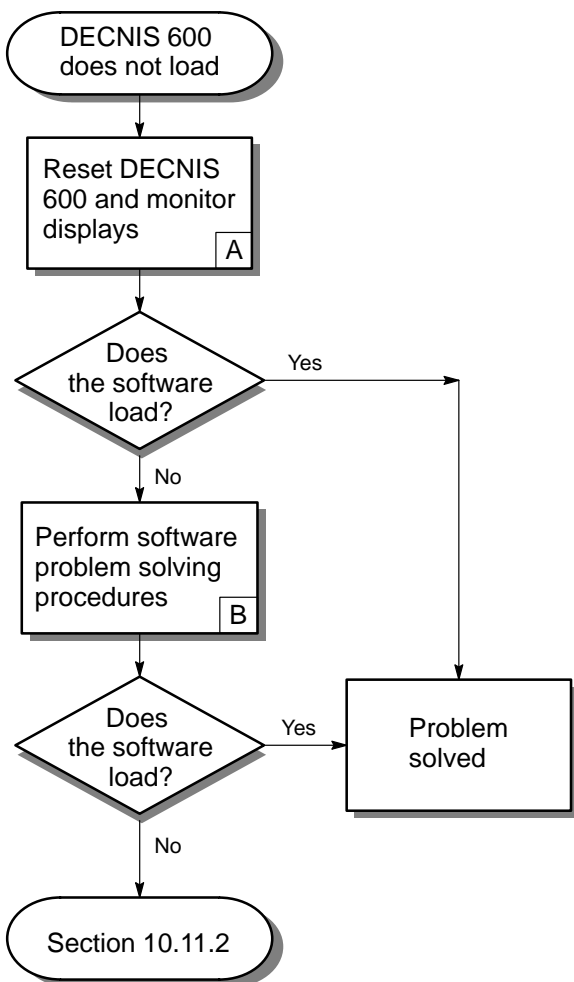 DECNIS 600
does not load
Reset DECNIS
600 and monitor
displays
A
Does
the software
load?
Yes
No
Perform software
problem solving
procedures
B
Does
the software
load?
Yes
Problem
solved
No
Section 10.11.2